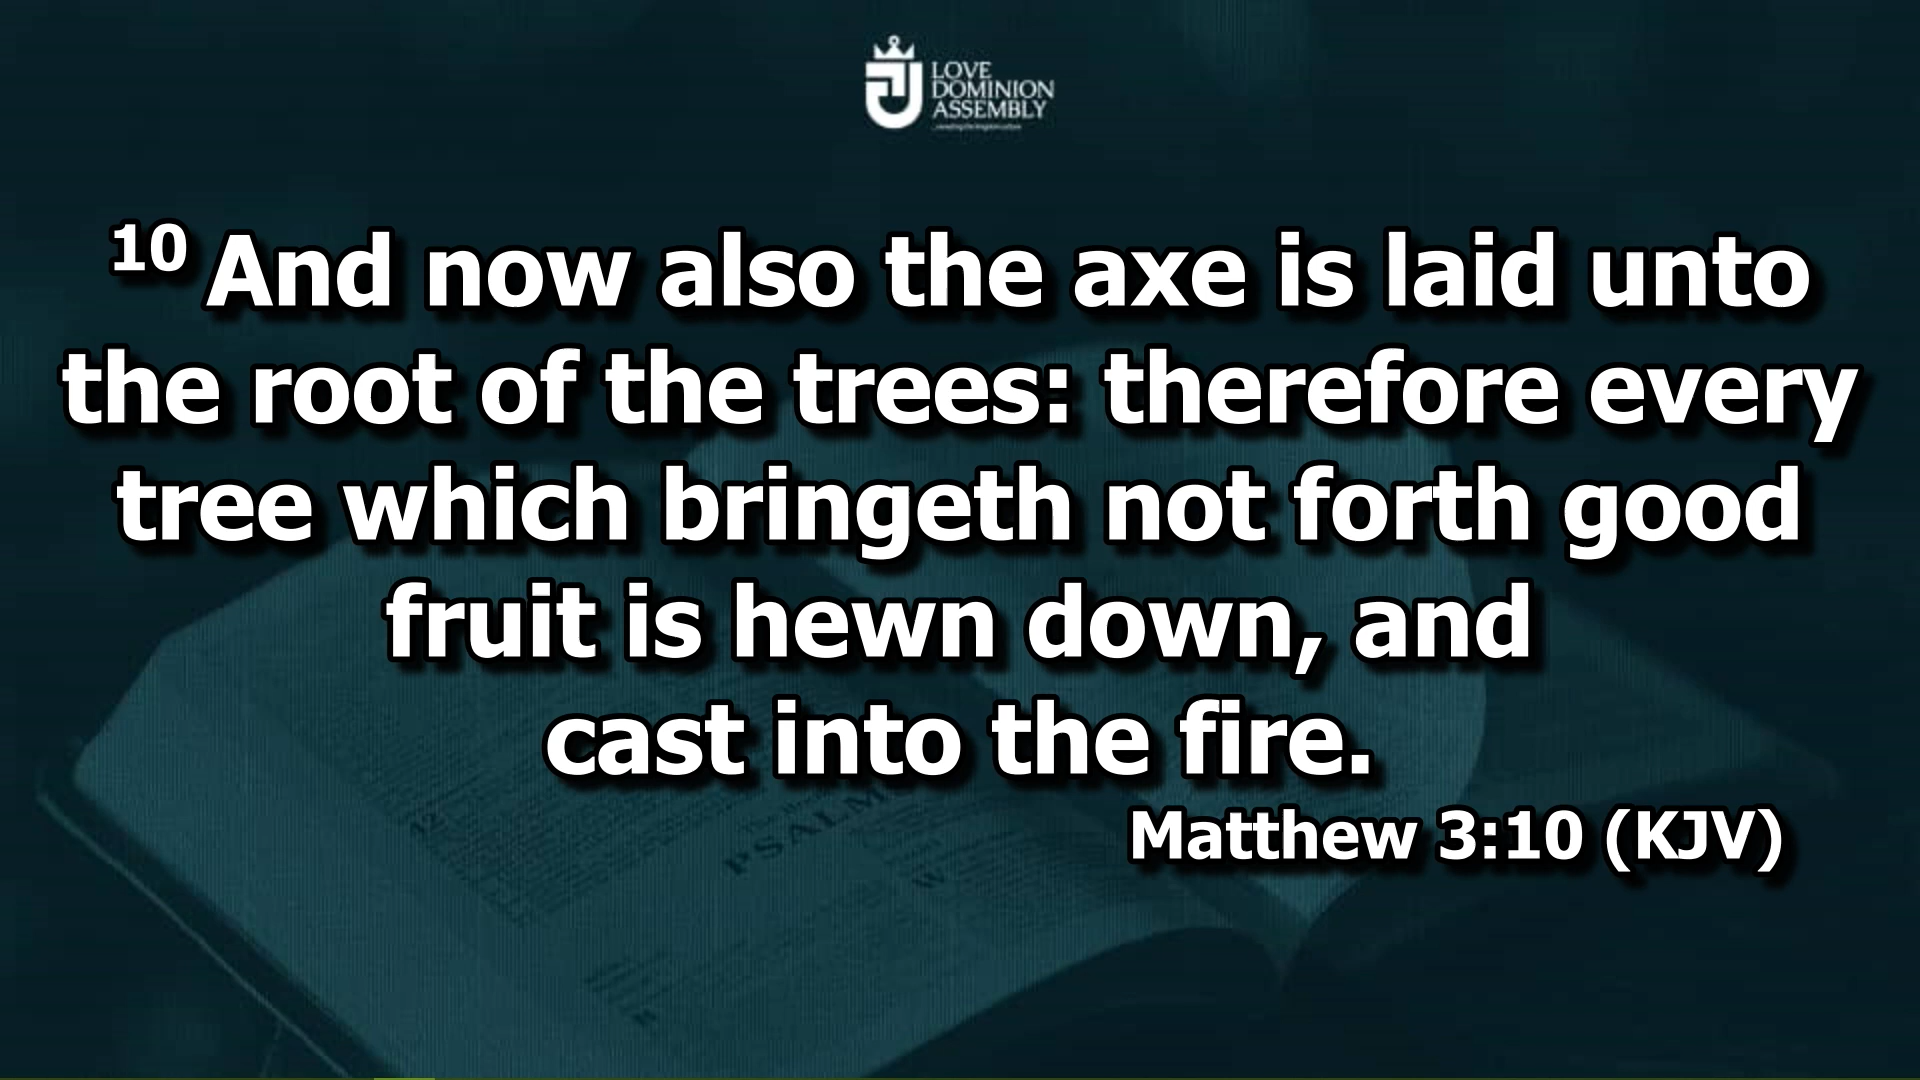 LOVE
DOMINION
ASSEMBLY
10 And now also the axe is laid unto
the root of the trees: therefore every
tree which bringeth not forth good
fruit is hewn down, and
cast into the fire.
Matthew 3:10 (KJV)
PSALM